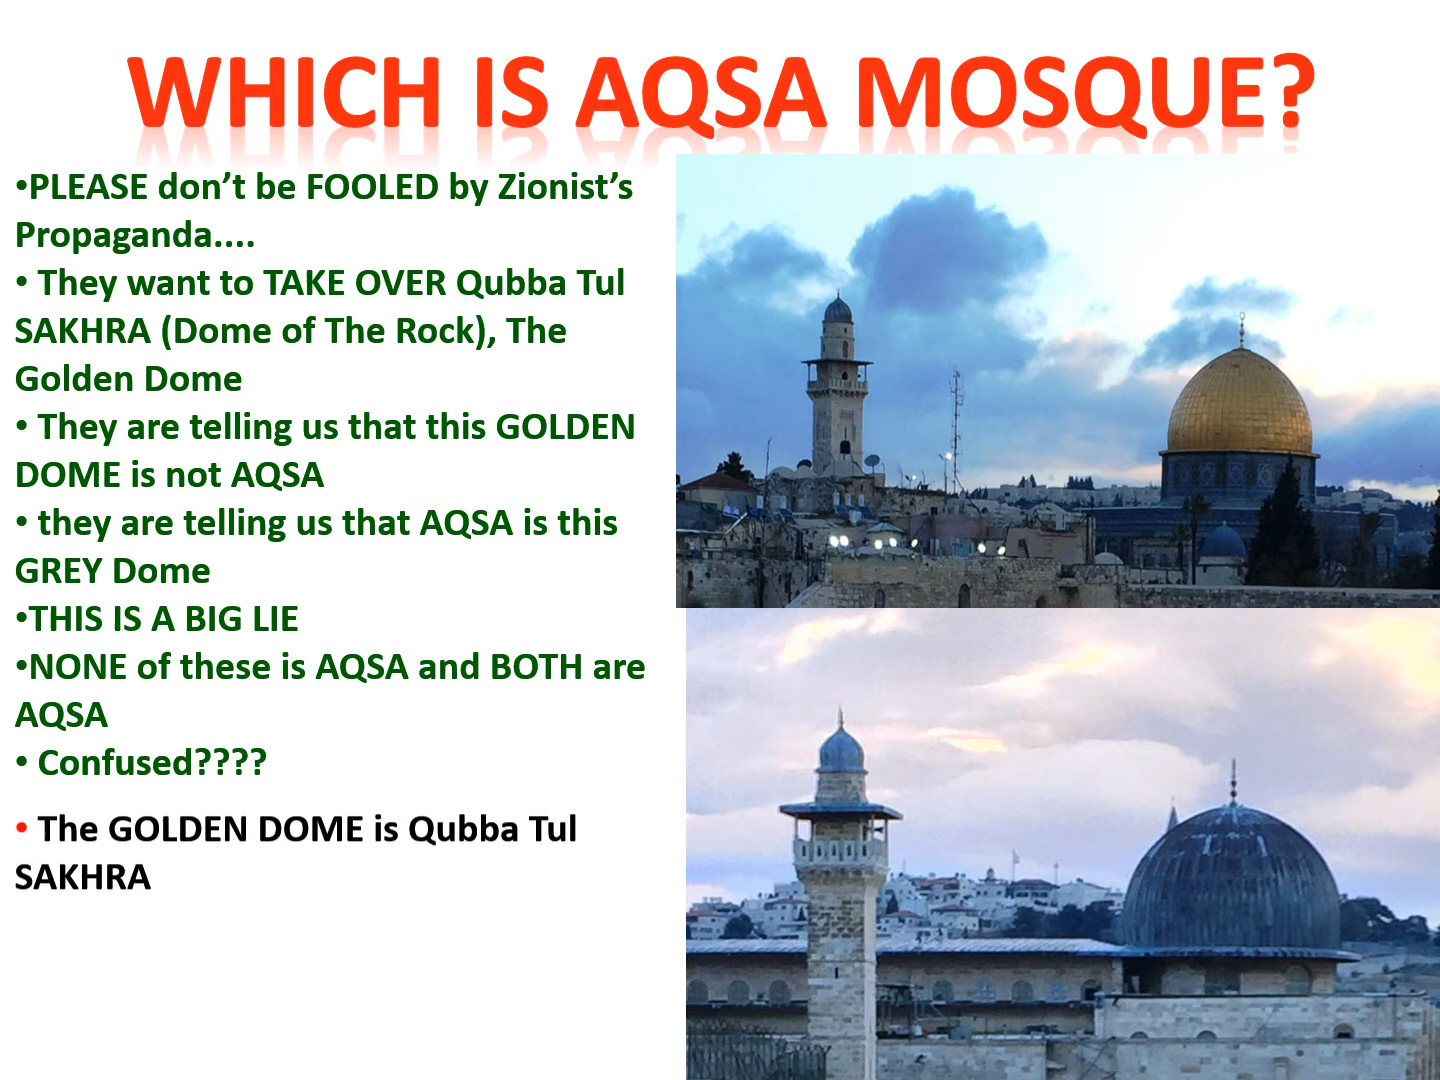 WHICH IS AQSA MOSQUE?
•PLEASE don’t be FOOLED by Zionist’s
Propaganda....
• They want to TAKE OVER Qubba Tul
SAKHRA (Dome of The Rock), The
Golden Dome
• They are telling us that this GOLDEN
DOME is not AQSA
• they are telling us that AQSA is this
GREY Dome
•THIS IS A BIG LIE
•NONE of these is AQSA and BOTH are
AQSA
• Confused????
• The GOLDEN DOME is Qubba Tul
SAKHRA